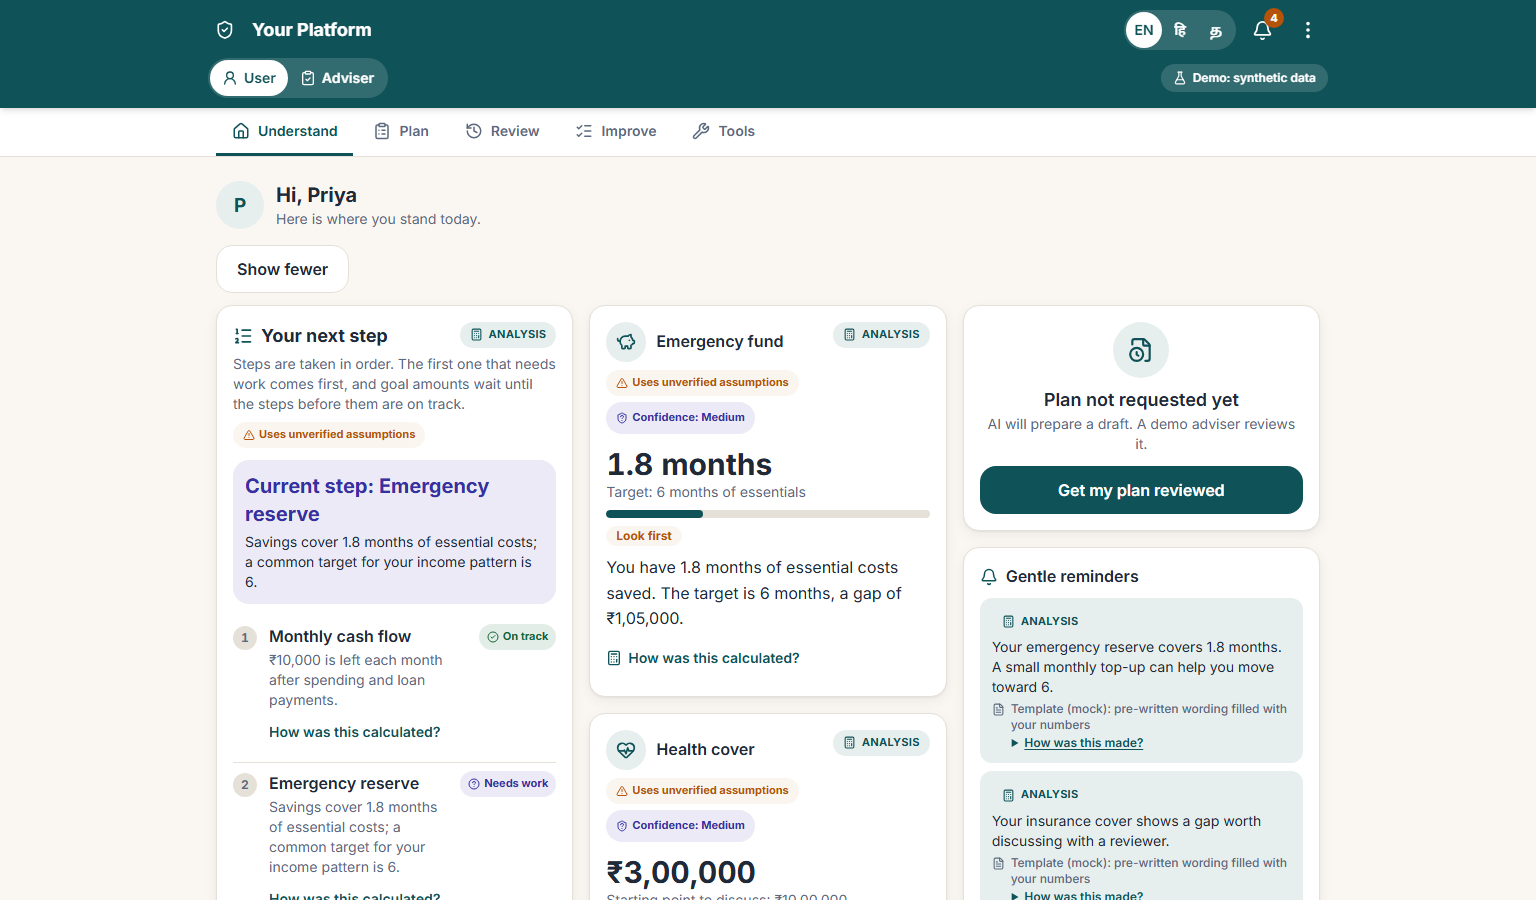 Your Platform
EN हि த
4
User Adviser
Demo: synthetic data
Understand Plan Review Improve Tools
P
Hi, Priya
Here is where you stand today.
Show fewer
Your next step
ANALYSIS
Steps are taken in order. The first one that needs
work comes first, and goal amounts wait until
the steps before them are on track.
Uses unverified assumptions
Current step: Emergency
reserve
Savings cover 1.8 months of essential costs;
a common target for your income pattern is
6.
1
Monthly cash flow
On track
₹10,000 is left each month
after spending and loan
payments.
How was this calculated?
2
Emergency reserve
Needs work
Savings cover 1.8 months
of essential costs; a
common target for your
income pattern is 6.
How was this calculated?
Emergency fund
ANALYSIS
Uses unverified assumptions
Confidence: Medium
1.8 months
Target: 6 months of essentials
Look first
You have 1.8 months of essential costs
saved. The target is 6 months, a gap of
₹1,05,000.
How was this calculated?
Health cover
ANALYSIS
Uses unverified assumptions
Confidence: Medium
₹3,00,000
Starting point to discuss: ₹10,00,000
Plan not requested yet
AI will prepare a draft. A demo adviser reviews
it.
Get my plan reviewed
Gentle reminders
ANALYSIS
Your emergency reserve covers 1.8 months.
A small monthly top-up can help you move
toward 6.
Template (mock): pre-written wording filled with
your numbers
How was this made?
ANALYSIS
Your insurance cover shows a gap worth
discussing with a reviewer.
Template (mock): pre-written wording filled with
your numbers
How was this made?